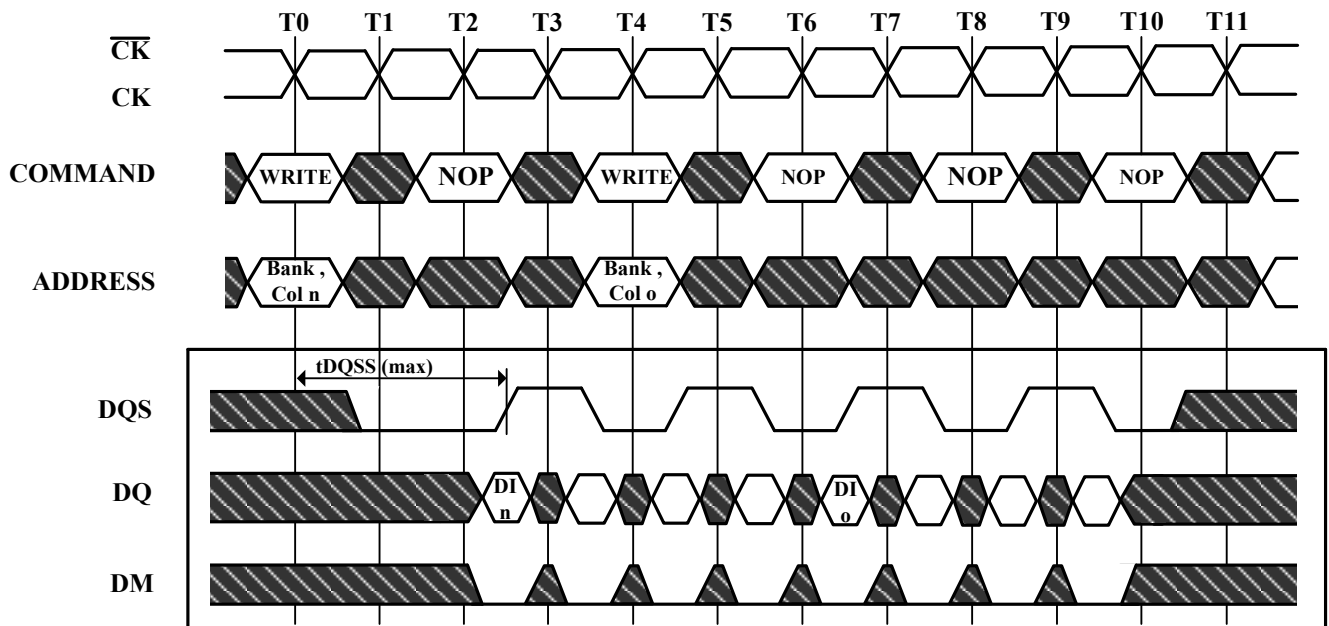 T0 T1 T2 T3 T4 T5 T6 T7 T8 T9 T10 T11
CK
CK
COMMAND WRITE NOP WRITE NOP NOP NOP
ADDRESS Bank , Bank ,
Col n Col o
tDQSS (max)
DQS
DQ DI DI
n o
DM